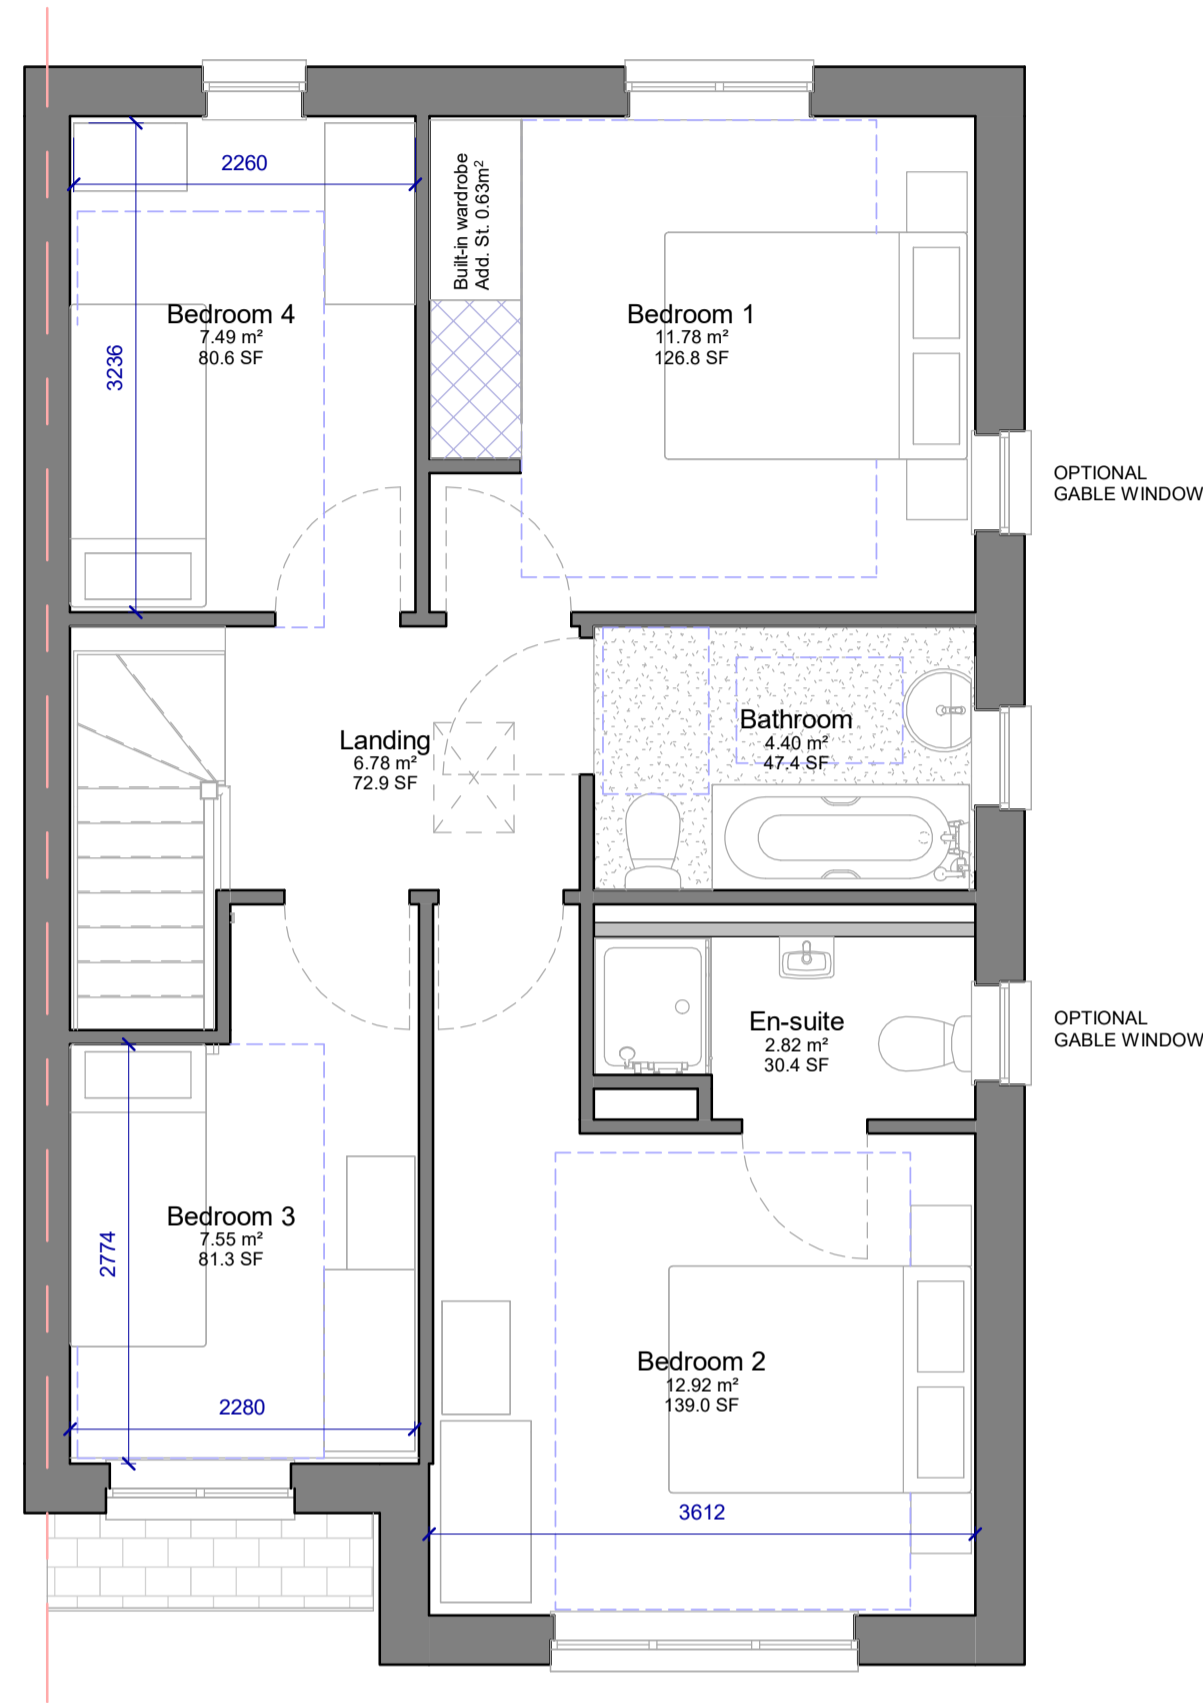 2260
Built-in wardrobe
Add. St. 0.63m²
Bedroom 4
7.49 m²
80.6 SF
3236
Bedroom 1
11.78 m²
126.8 SF
OPTIONAL
GABLE WINDOW
Landing
6.78 m²
72.9 SF
Bathroom
4.40 m²
47.4 SF
En-suite
2.82 m²
30.4 SF
OPTIONAL
GABLE WINDOW
Bedroom 3
7.55 m²
81.3 SF
2774
2280
Bedroom 2
12.92 m²
139.0 SF
3612